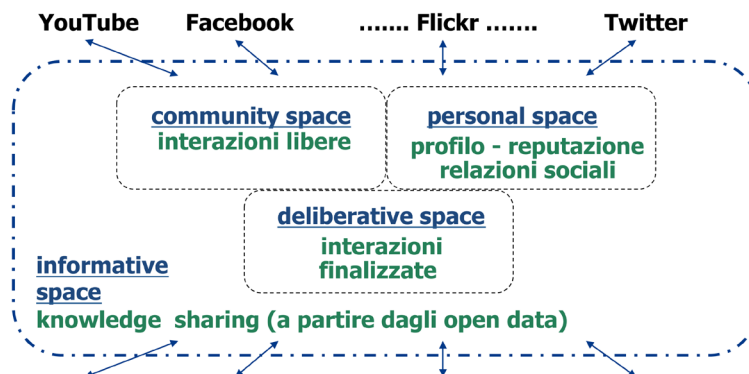 YouTube Facebook ....... Flickr ....... Twitter
community space
interazioni libere
personal space
profilo - reputazione
relazioni sociali
deliberative space
interazioni
finalizzate
informative
space
knowledge sharing (a partire dagli open data)